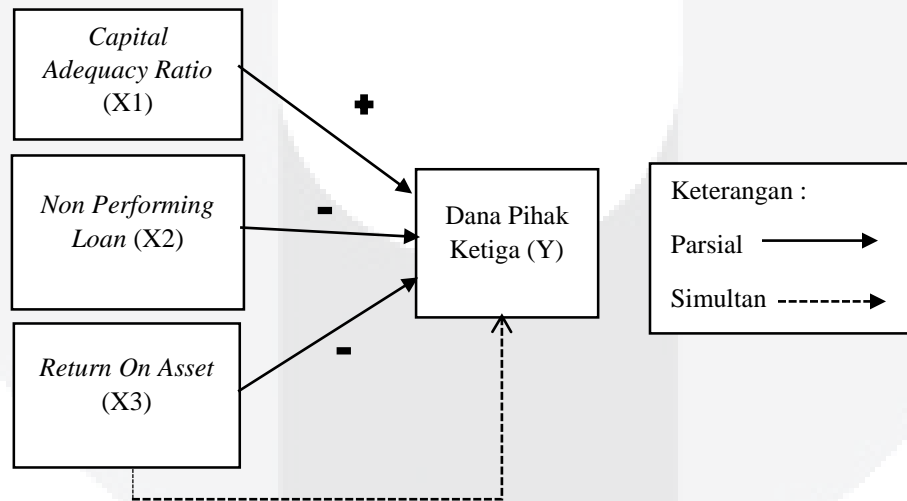 Capital
Adequacy Ratio
(X1)
+
Non Performing
Loan (X2)
-
Dana Pihak
Ketiga (Y)
Return On Asset
(X3)
-
Keterangan :
Parsial
Simultan